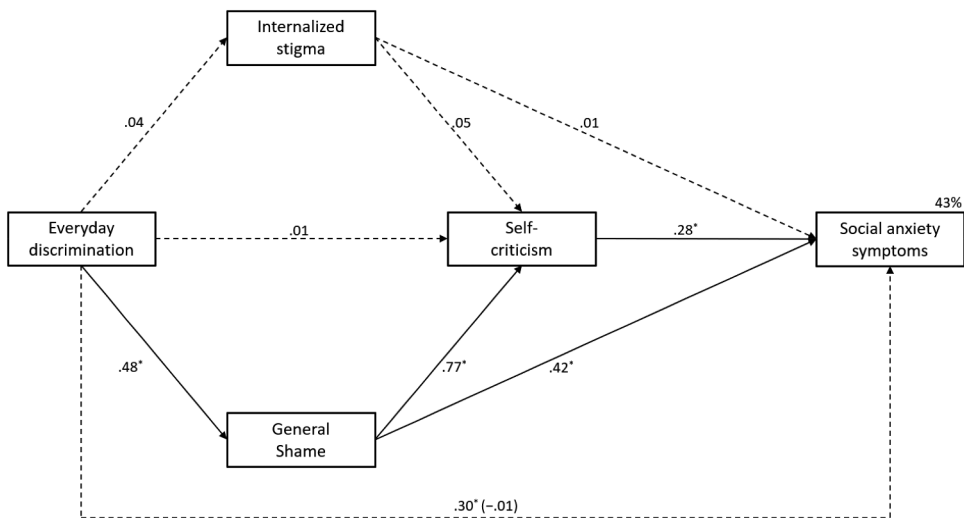 Internalized
stigma
.04
.05
.01
43%
Everyday
discrimination
.01
Self-
criticism
.28*
Social anxiety
symptoms
.48*
.77*
.42*
General
Shame
.30* (−.01)